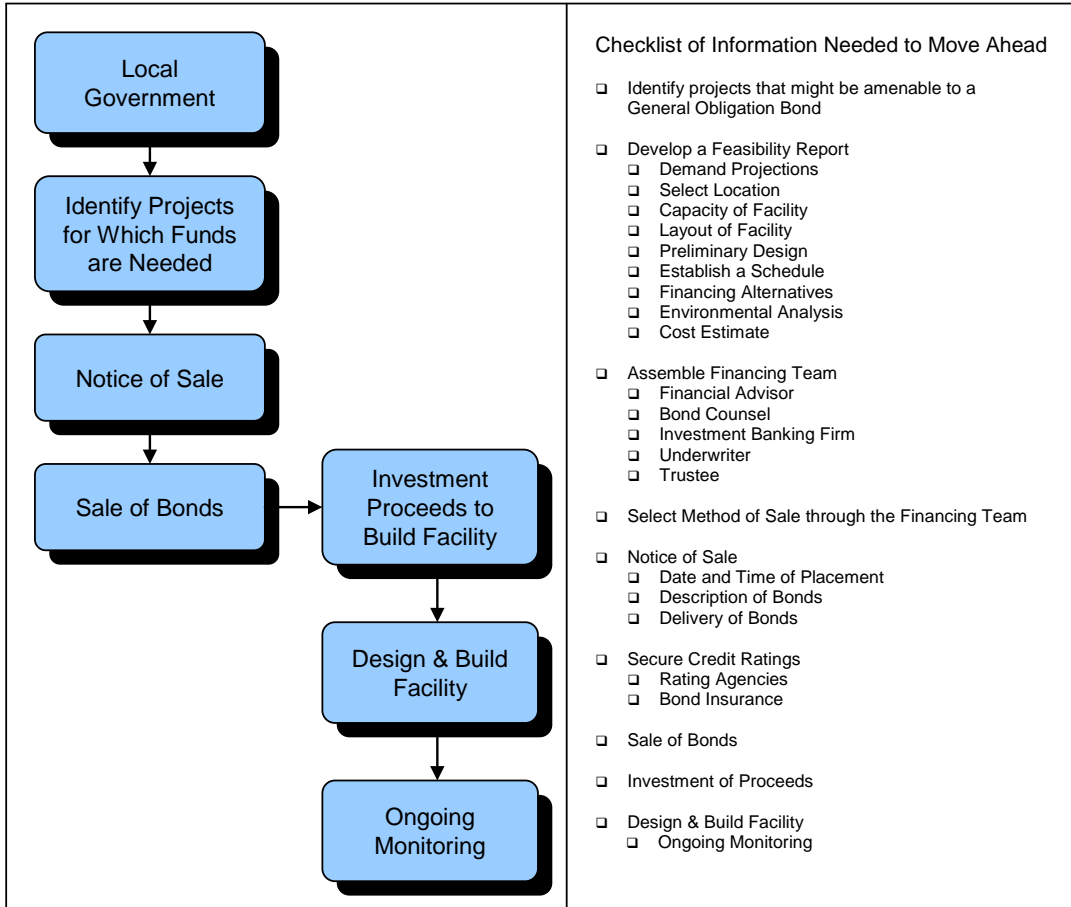 Local
Government
Identify Projects
for Which Funds
are Needed
Notice of Sale
Sale of Bonds
Investment
Proceeds to
Build Facility
Design & Build
Facility
Ongoing
Monitoring
Checklist of Information Needed to Move Ahead
Identify projects that might be amenable to a
General Obligation Bond
Develop a Feasibility Report
Demand Projections
Select Location
Capacity of Facility
Layout of Facility
Preliminary Design
Establish a Schedule
Financing Alternatives
Environmental Analysis
Cost Estimate
Assemble Financing Team
Financial Advisor
Bond Counsel
Investment Banking Firm
Underwriter
Trustee
Select Method of Sale through the Financing Team
Notice of Sale
Date and Time of Placement
Description of Bonds
Delivery of Bonds
Secure Credit Ratings
Rating Agencies
Bond Insurance
Sale of Bonds
Investment of Proceeds
Design & Build Facility
Ongoing Monitoring